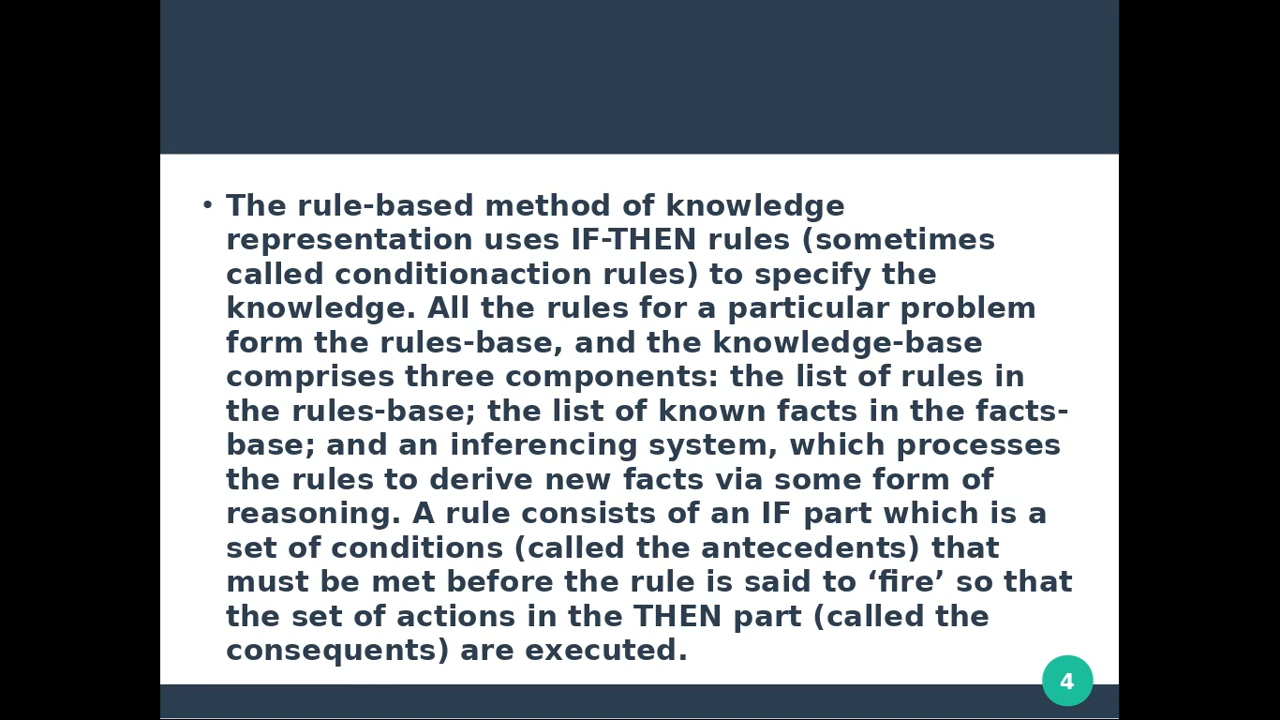 • The rule-based method of knowledge
representation uses IF-THEN rules (sometimes
called conditionaction rules) to specify the
knowledge. All the rules for a particular problem
form the rules-base, and the knowledge-base
comprises three components: the list of rules in
the rules-base; the list of known facts in the facts-
base; and an inferencing system, which processes
the rules to derive new facts via some form of
reasoning. A rule consists of an IF part which is a
set of conditions (called the antecedents) that
must be met before the rule is said to ‘fire’ so that
the set of actions in the THEN part (called the
consequents) are executed.
4